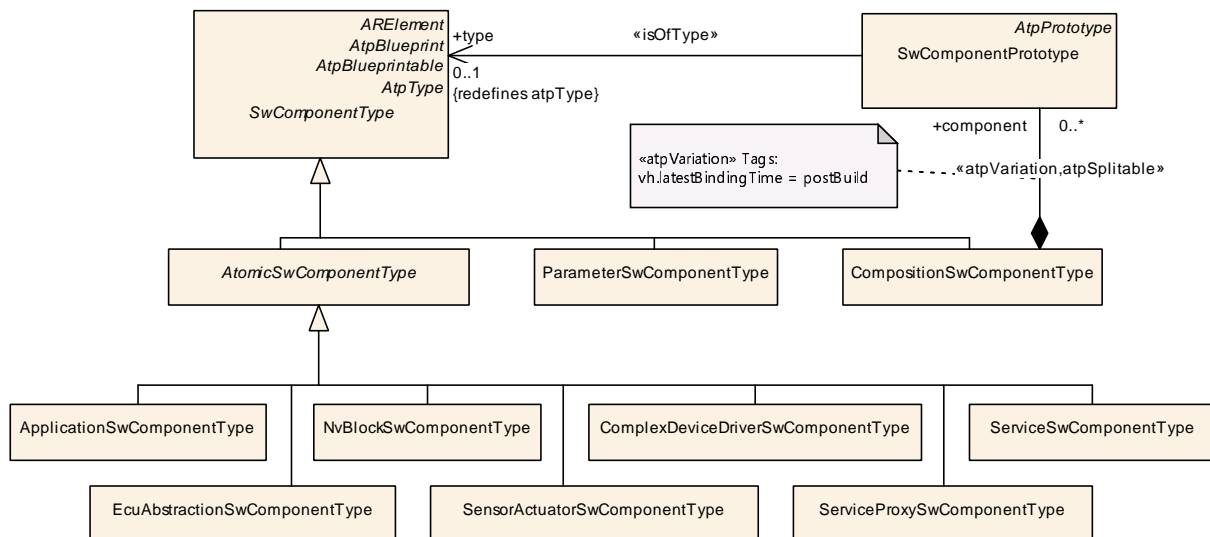 ARElement
AtpBlueprint
AtpBlueprintable
AtpType
SwComponentType
+type
0..1
{redefines atpType}
«isOfType»
AtpPrototype
SwComponentPrototype
+component 0..*
«atpVariation» Tags:
vh.latestBindingTime = postBuild
«atpVariation,atpSplitable»
AtomicSwComponentType
ParameterSwComponentType
CompositionSwComponentType
ApplicationSwComponentType
NvBlockSwComponentType
ComplexDeviceDriverSwComponentType
ServiceSwComponentType
EcuAbstractionSwComponentType
SensorActuatorSwComponentType
ServiceProxySwComponentType